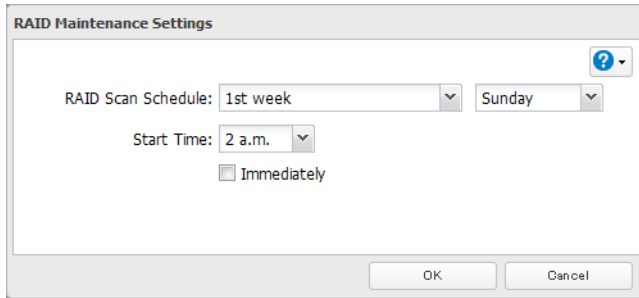 RAID Maintenance Settings
?
RAID Scan Schedule: 1st week Sunday
Start Time: 2 a.m.
Immediately
OK Cancel